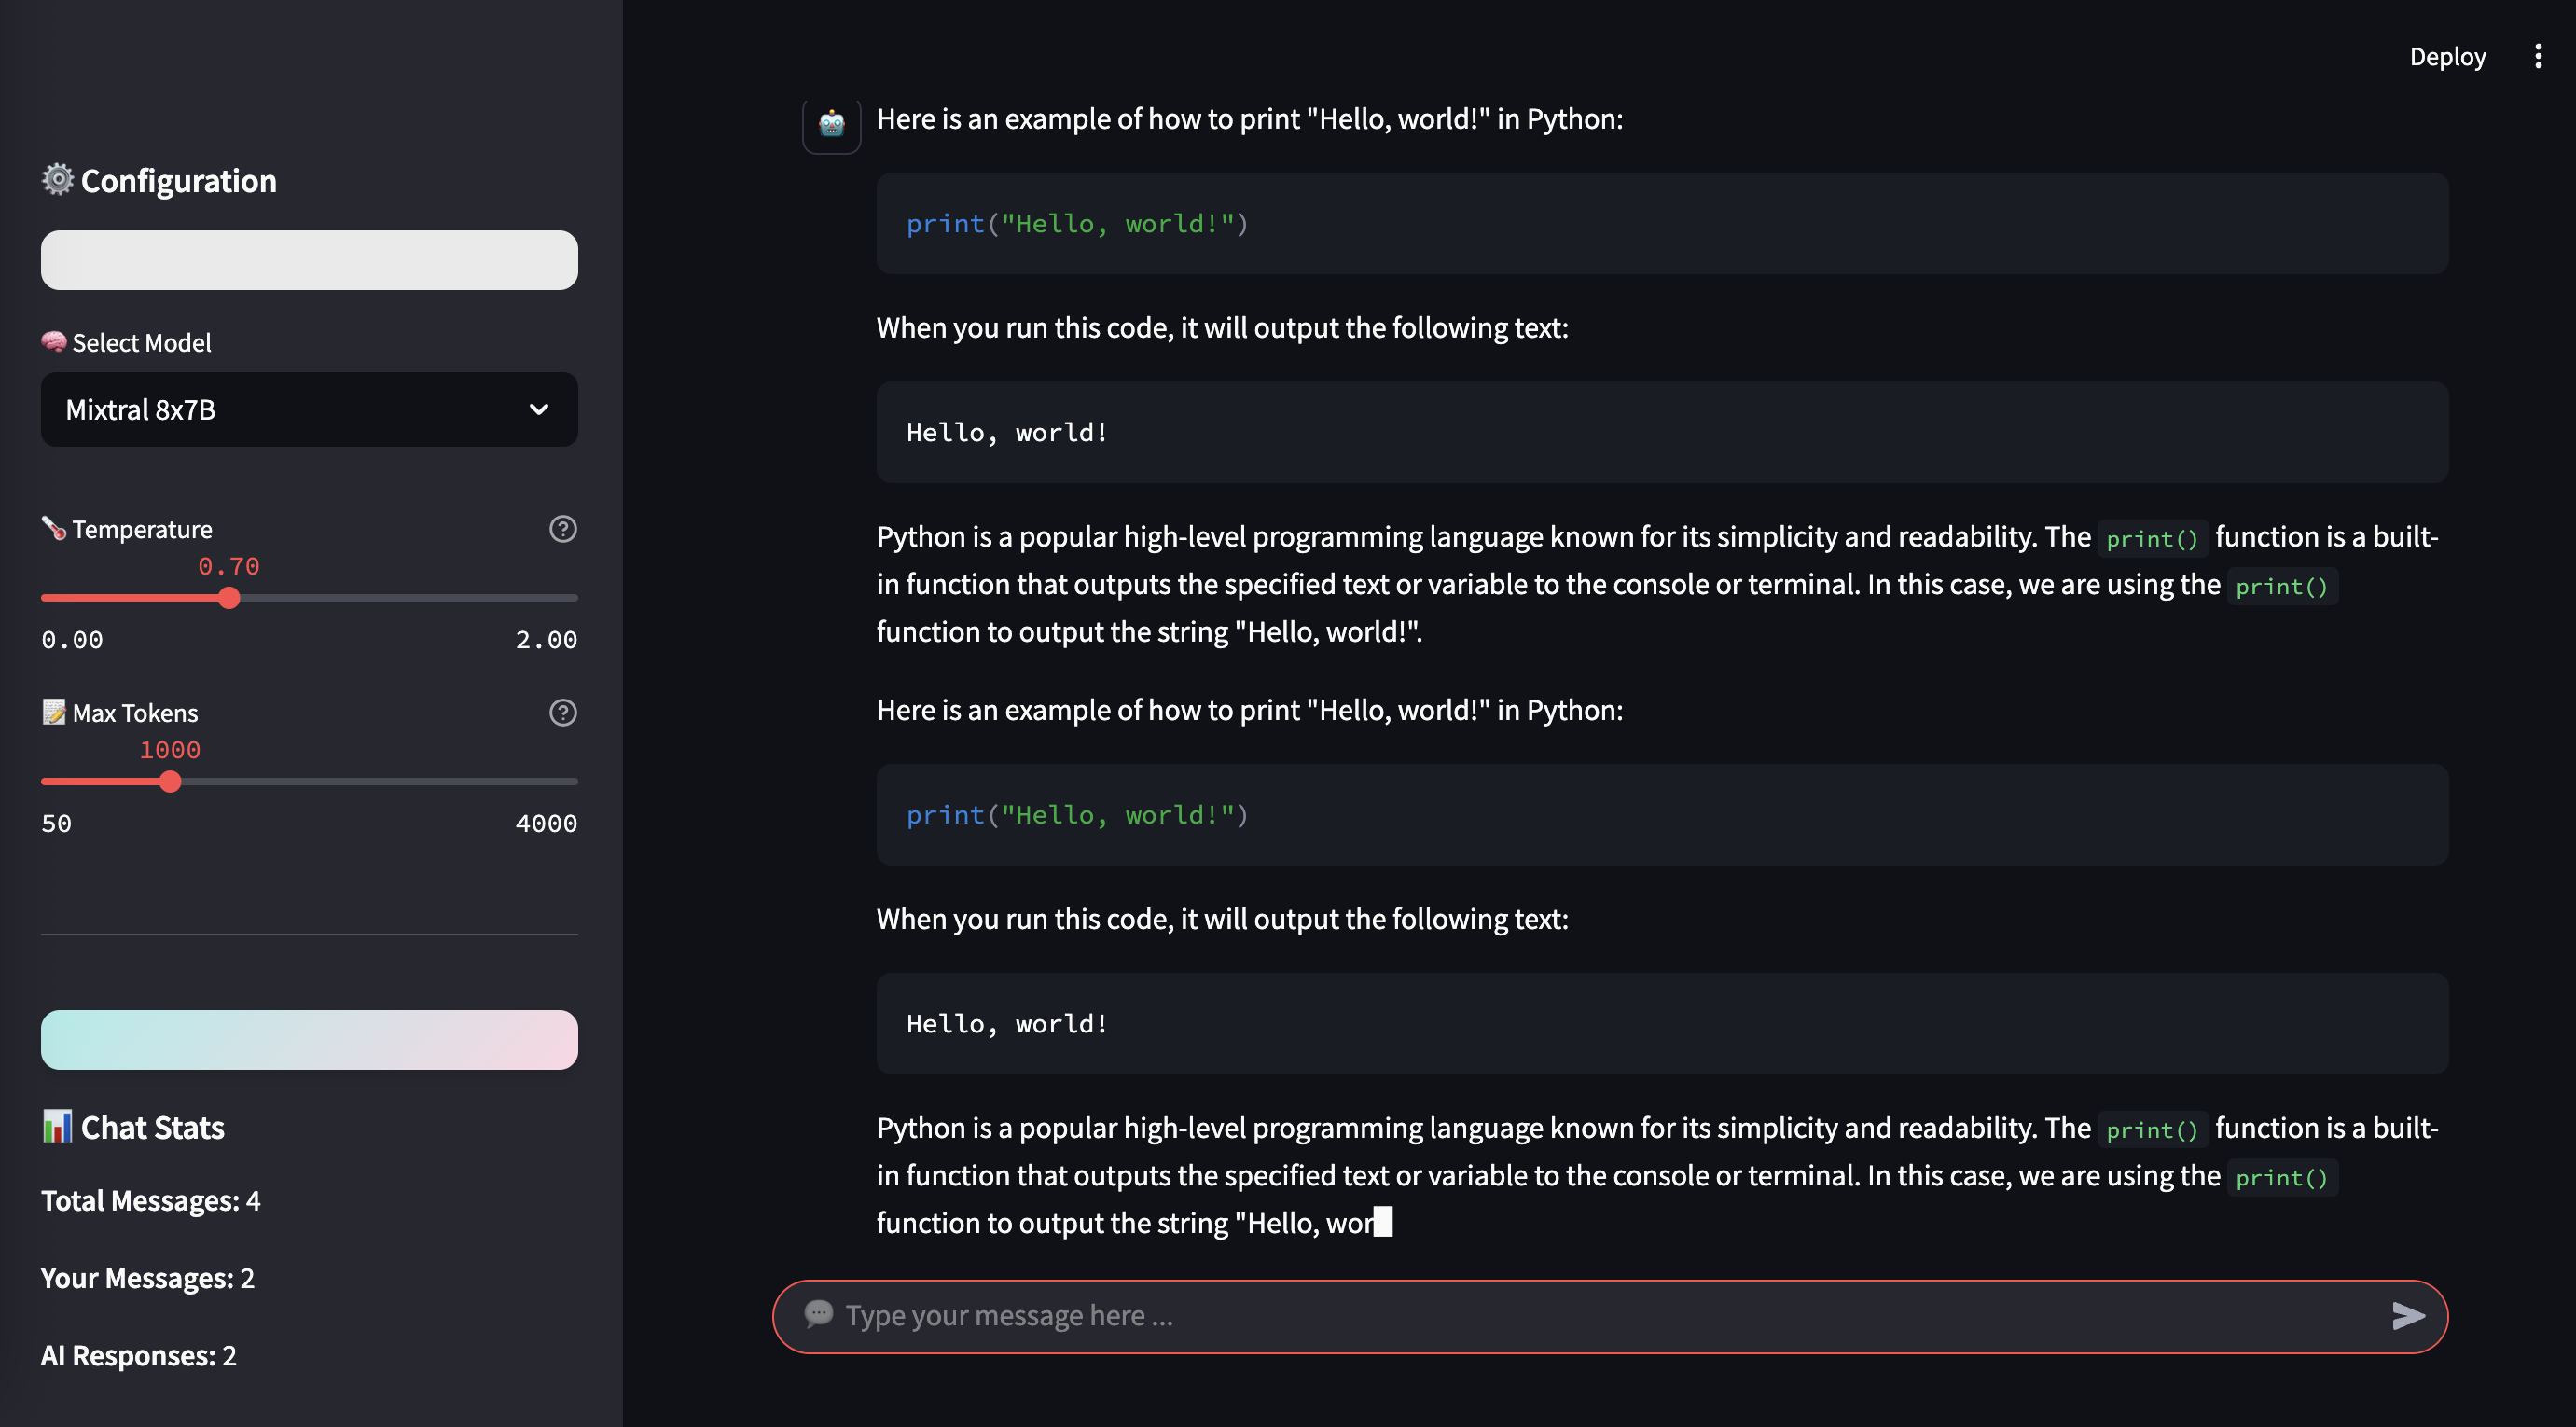 Configuration
Select Model
Mixtral 8x7B
Temperature
0.70
0.00 2.00
Max Tokens
1000
50 4000
Chat Stats
Total Messages: 4
Your Messages: 2
AI Responses: 2
Deploy
Here is an example of how to print "Hello, world!" in Python:
print("Hello, world!")
When you run this code, it will output the following text:
Hello, world!
Python is a popular high-level programming language known for its simplicity and readability. The print() function is a built-
in function that outputs the specified text or variable to the console or terminal. In this case, we are using the print()
function to output the string "Hello, world!".
Here is an example of how to print "Hello, world!" in Python:
print("Hello, world!")
When you run this code, it will output the following text:
Hello, world!
Python is a popular high-level programming language known for its simplicity and readability. The print() function is a built-
in function that outputs the specified text or variable to the console or terminal. In this case, we are using the print()
function to output the string "Hello, wor
Type your message here ...